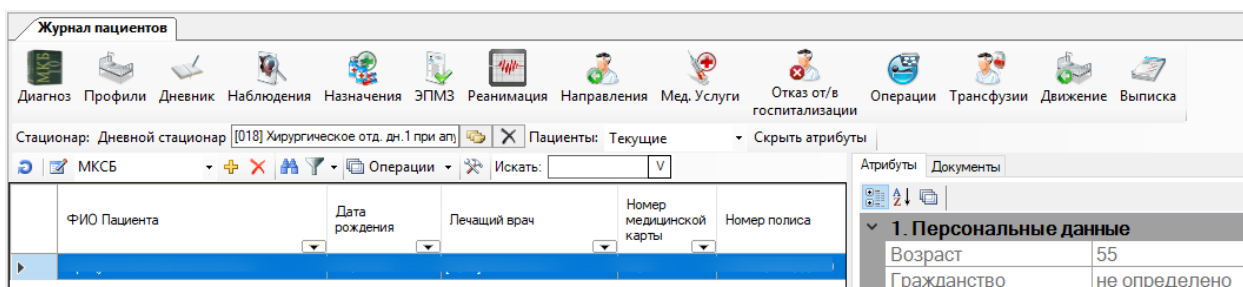 Журнал пациентов
МКБ
Диагноз Профили Дневник Наблюдения Назначения ЭПМЗ Реанимация Направления Мед. Услуги Отказ от/в госпитализации Операции Трансфузии Движение Выписка
Стационар: Дневной стационар [018] Хирургическое отд. дн.1 при Пациенты: Текущие Скрыть атрибуты
МКСБ Операции Искать: V
Атрибуты Документы
ФИО Пациента Дата рождения Лечащий врач Номер медицинской карты Номер полиса
1. Персональные данные
Возраст 55
Гражданство не определено